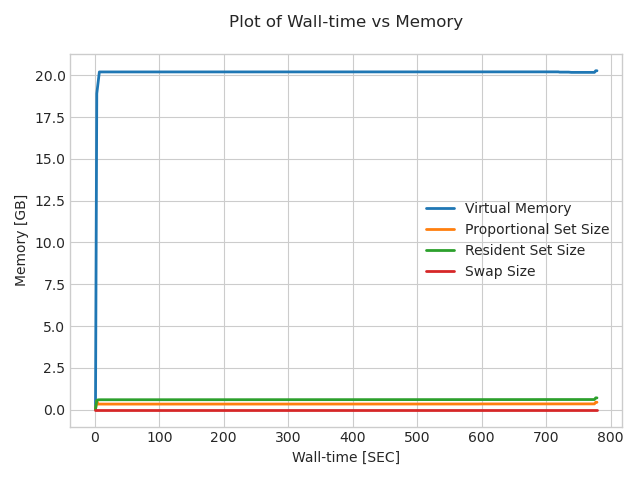 Plot of Wall-time vs Memory
20.0
17.5
15.0
12.5
10.0
7.5
5.0
2.5
0.0
Memory [GB]
Virtual Memory
Proportional Set Size
Resident Set Size
Swap Size
0 100 200 300 400 500 600 700 800
Wall-time [SEC]